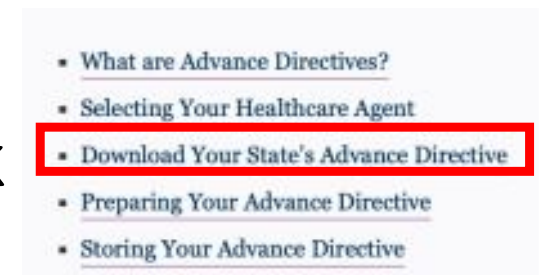 What are Advance Directives?
Selecting Your Healthcare Agent
Download Your State's Advance Directive
Preparing Your Advance Directive
Storing Your Advance Directive